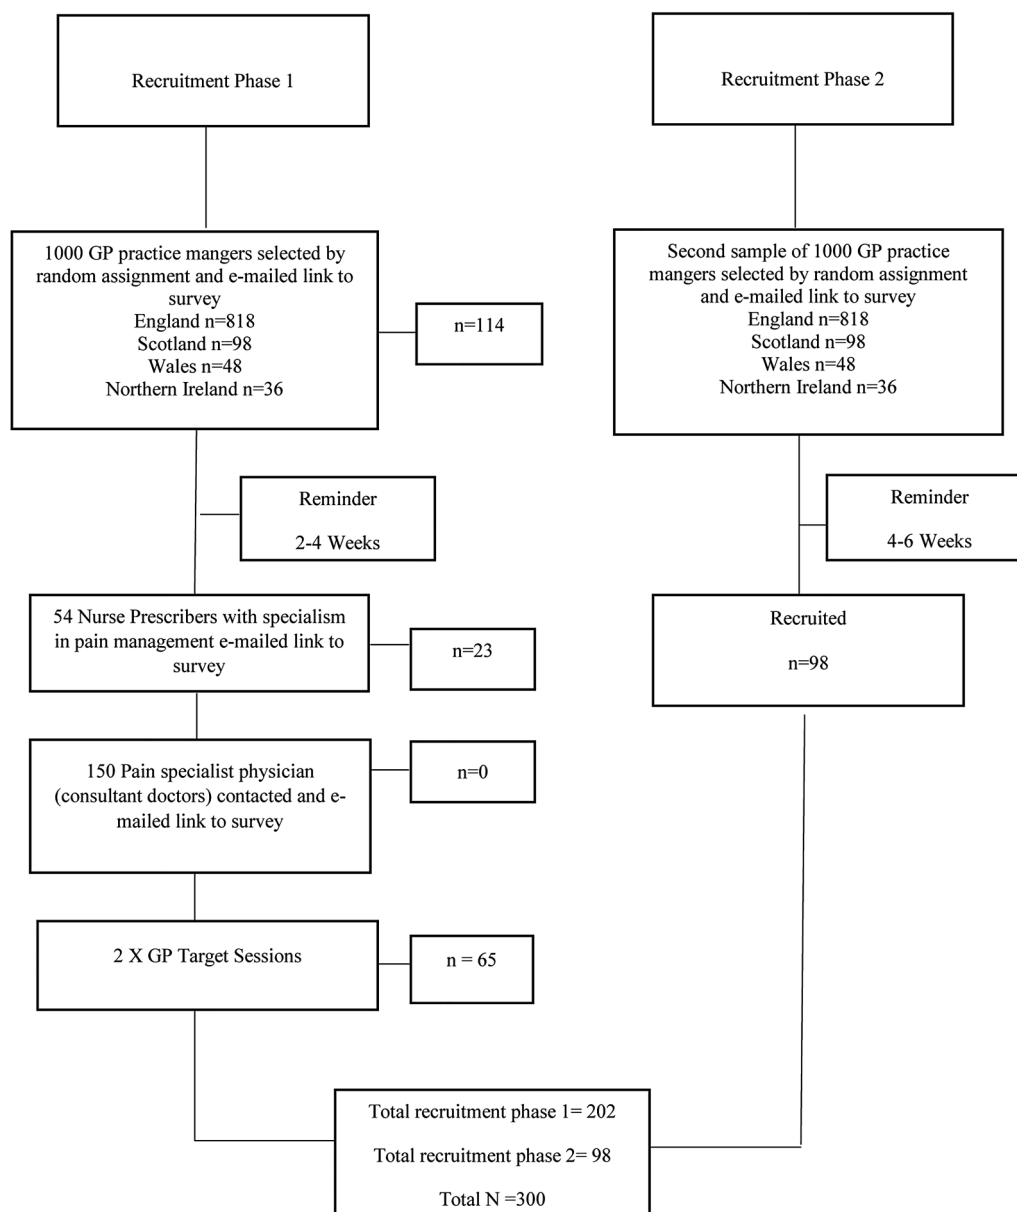 Recruitment Phase 1
Recruitment Phase 2
1000 GP practice mangers selected by
random assignment and e-mailed link to
survey
England n=818
Scotland n=98
Wales n=48
Northern Ireland n=36
n=114
Second sample of 1000 GP practice
mangers selected by random assignment
and e-mailed link to survey
England n=818
Scotland n=98
Wales n=48
Northern Ireland n=36
Reminder
2-4 Weeks
Reminder
4-6 Weeks
54 Nurse Prescribers with specialism
in pain management e-mailed link to
survey
n=23
Recruited
n=98
150 Pain specialist physician
(consultant doctors) contacted and e-
mailed link to survey
n=0
2 X GP Target Sessions
n = 65
Total recruitment phase 1= 202
Total recruitment phase 2= 98
Total N =300